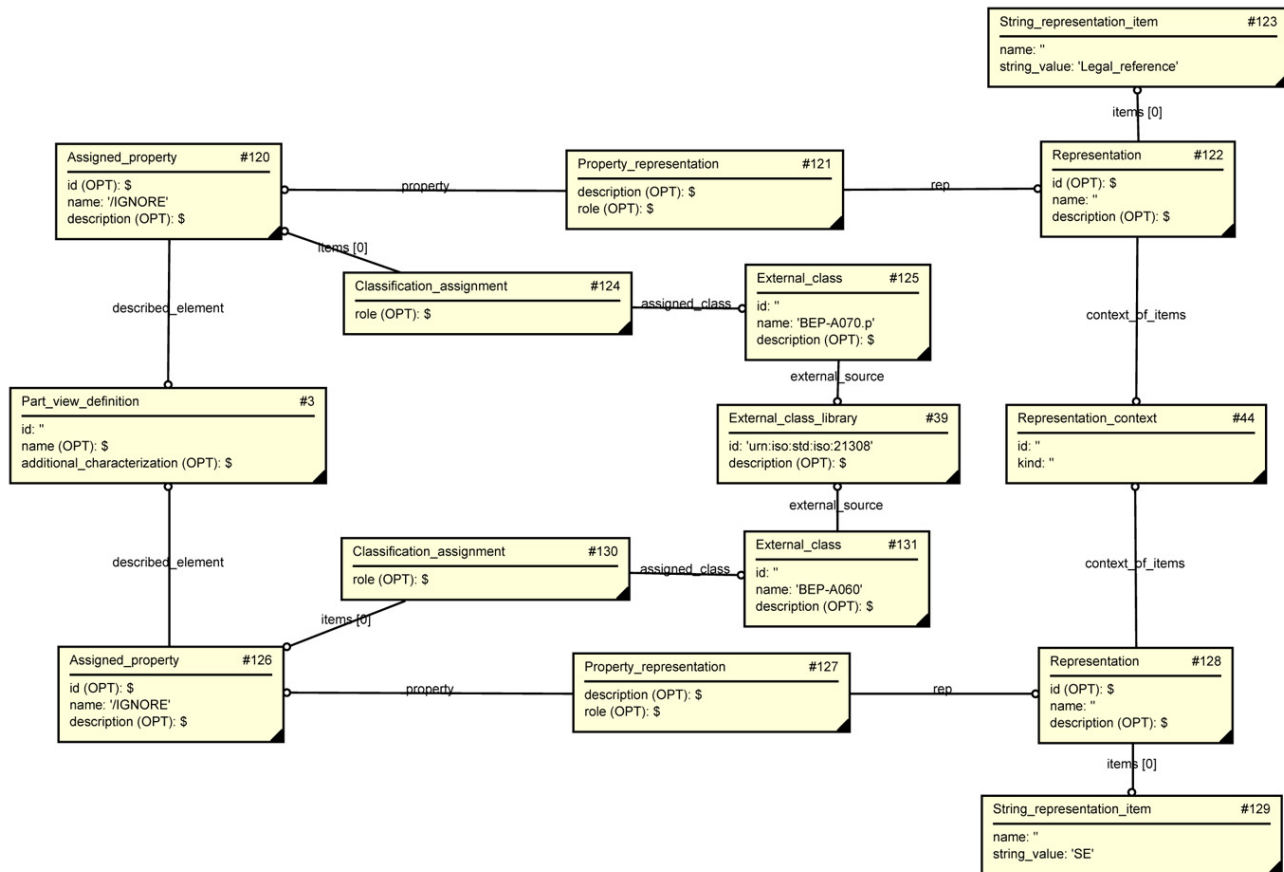 String_representation_item #123
name: ''
string_value: 'Legal_reference'
items [0]
Assigned_property #120
id (OPT): $
name: '/IGNORE'
description (OPT): $
property
Property_representation #121
description (OPT): $
role (OPT): $
rep
Representation #122
id (OPT): $
name: ''
description (OPT): $
items [0]
Classification_assignment #124
role (OPT): $
assigned_class
External_class #125
id: ''
name: 'BEP-A070.p'
description (OPT): $
described_element
context_of_items
external_source
Part_view_definition #3
id: ''
name (OPT): $
additional_characterization (OPT): $
External_class_library #39
id: 'urn:iso:std:iso:21308'
description (OPT): $
Representation_context #44
id: ''
kind: ''
external_source
described_element
Classification_assignment #130
role (OPT): $
assigned_class
External_class #131
id: ''
name: 'BEP-A060'
description (OPT): $
context_of_items
items [0]
Assigned_property #126
id (OPT): $
name: '/IGNORE'
description (OPT): $
property
Property_representation #127
description (OPT): $
role (OPT): $
rep
Representation #128
id (OPT): $
name: ''
description (OPT): $
items [0]
String_representation_item #129
name: ''
string_value: 'SE'